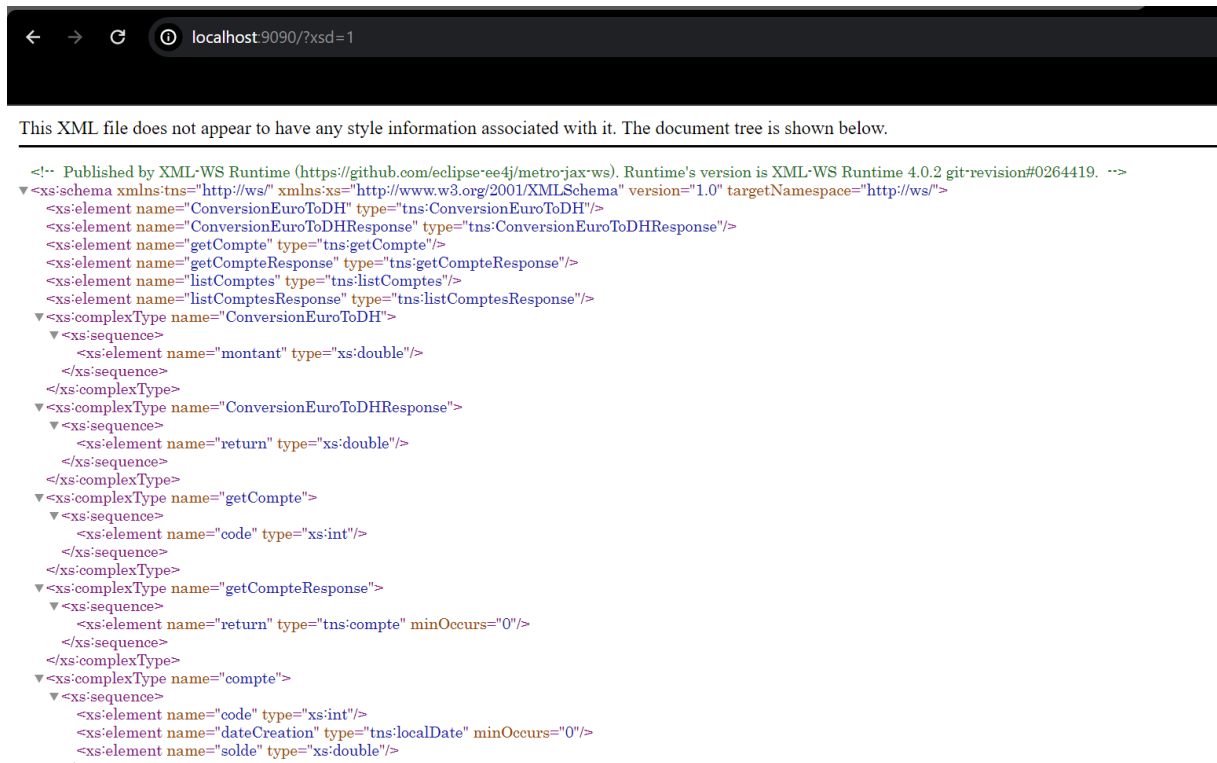 localhost:9090/?xsd=1
This XML file does not appear to have any style information associated with it. The document tree is shown below.
<!-- Published by XML-WS Runtime (https://github.com/eclipse-ee4j/metro-jax-ws). Runtime's version is XML-WS Runtime 4.0.2 git-revision#0264419. -->
▼<xs:schema xmlns:tns="http://ws/" xmlns:xs="http://www.w3.org/2001/XMLSchema" version="1.0" targetNamespace="http://ws/">
<xs:element name="ConversionEuroToDH" type="tns:ConversionEuroToDH"/>
<xs:element name="ConversionEuroToDHResponse" type="tns:ConversionEuroToDHResponse"/>
<xs:element name="getCompte" type="tns:getCompte"/>
<xs:element name="getCompteResponse" type="tns:getCompteResponse"/>
<xs:element name="listComptes" type="tns:listComptes"/>
<xs:element name="listComptesResponse" type="tns:listComptesResponse"/>
▼<xs:complexType name="ConversionEuroToDH">
▼<xs:sequence>
<xs:element name="montant" type="xs:double"/>
</xs:sequence>
</xs:complexType>
▼<xs:complexType name="ConversionEuroToDHResponse">
▼<xs:sequence>
<xs:element name="return" type="xs:double"/>
</xs:sequence>
</xs:complexType>
▼<xs:complexType name="getCompte">
▼<xs:sequence>
<xs:element name="code" type="xs:int"/>
</xs:sequence>
</xs:complexType>
▼<xs:complexType name="getCompteResponse">
▼<xs:sequence>
<xs:element name="return" type="tns:compte" minOccurs="0"/>
</xs:sequence>
</xs:complexType>
▼<xs:complexType name="compte">
▼<xs:sequence>
<xs:element name="code" type="xs:int"/>
<xs:element name="dateCreation" type="tns:localDate" minOccurs="0"/>
<xs:element name="solde" type="xs:double"/>